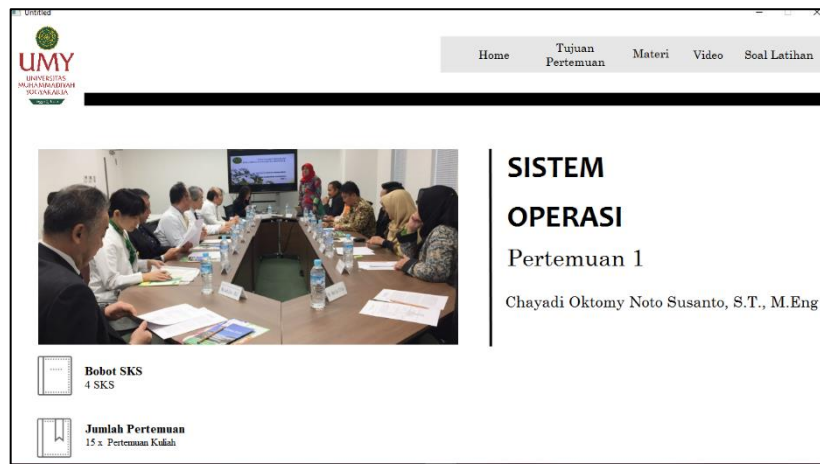 Untitled
UMY
UNIVERSITAS
MUHAMMADIYAH
YOGYAKARTA
Home
Tujuan
Pertemuan
Materi
Video
Soal Latihan
SISTEM
OPERASI
Pertemuan 1
Chayadi Oktomy Noto Susanto, S.T., M.Eng
Bobot SKS
4 SKS
Jumlah Pertemuan
15 x Pertemuan Kuliah